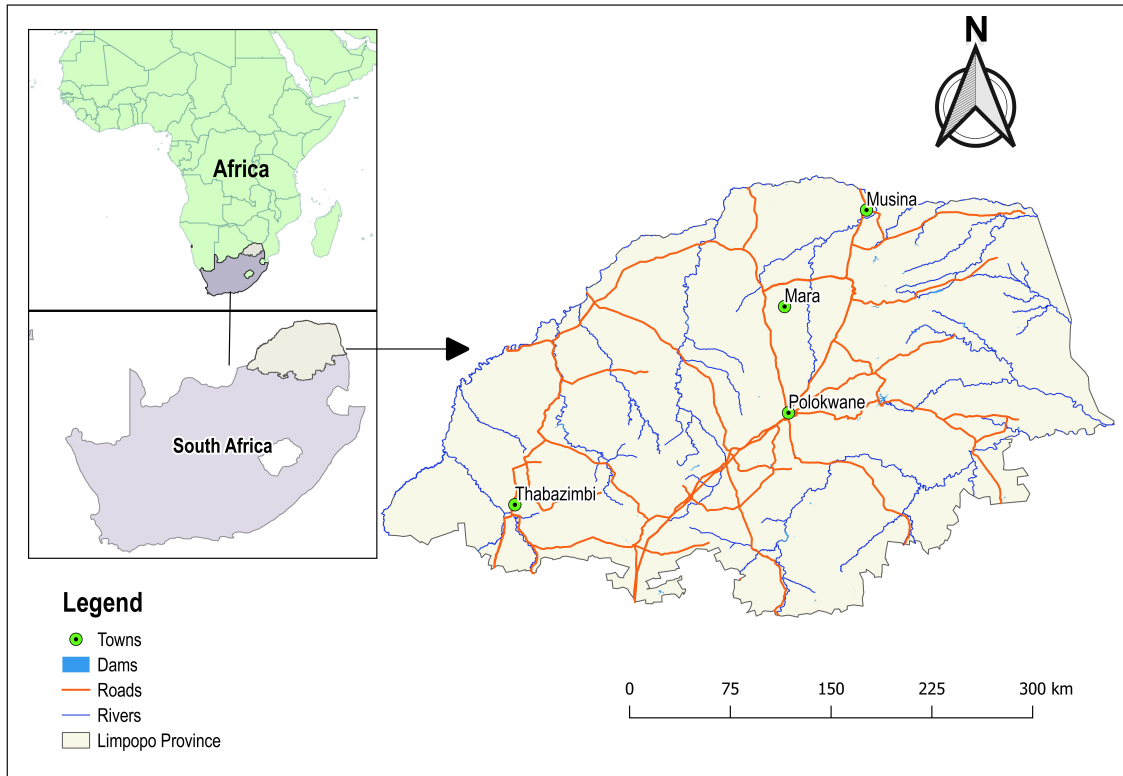 Africa
South Africa
N
Musina
Mara
Polokwane
Thabazimbi
Legend
Towns
Dams
Roads
Rivers
Limpopo Province
0 75 150 225 300 km